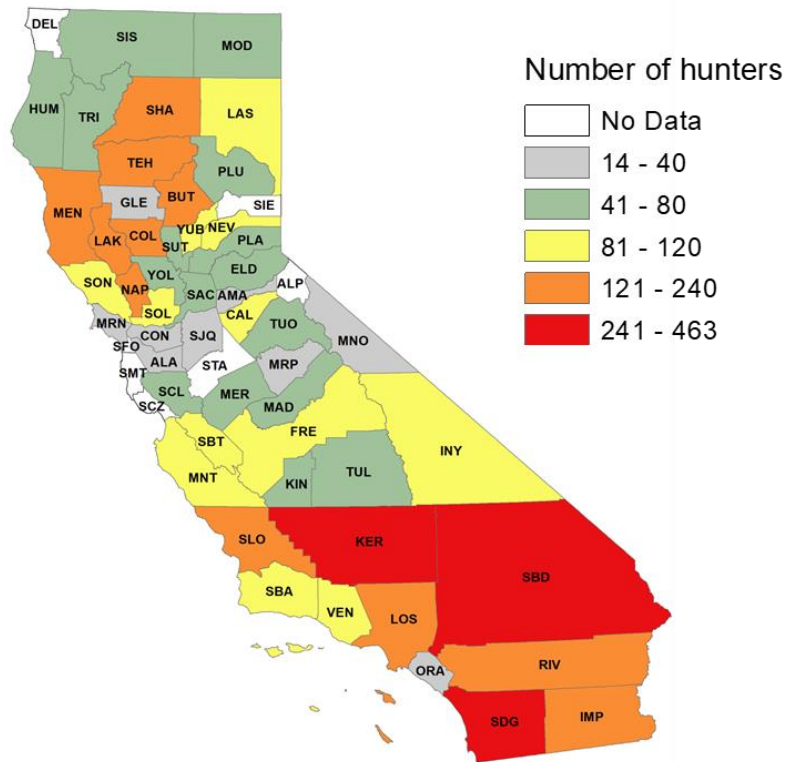 DEL
SIS
MOD
Number of hunters
No Data
14 - 40
41 - 80
81 - 120
121 - 240
241 - 463
HUM
TRI
SHA
LAS
TEH
PLU
MEN
GLE
BUT
SIE
LAK
COL
YUB
NEV
SUT
PLA
SON
NAP
YOL
ELD
SOL
SAC
AMA
ALP
MRN
CON
SJQ
CAL
TUO
MNO
SFO
ALA
STA
MRP
SMT
SCL
MER
MAD
SCZ
SBT
FRE
INY
MNT
KIN
TUL
SLO
KER
SBD
SBA
VEN
LOS
ORA
RIV
SDG
IMP